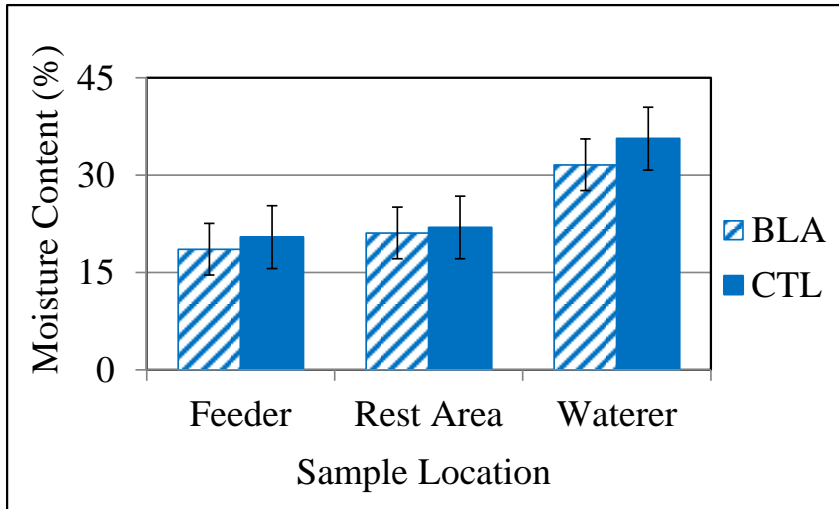 Moisture Content (%)
45
30
15
0
Feeder
Rest Area
Waterer
Sample Location
BLA
CTL